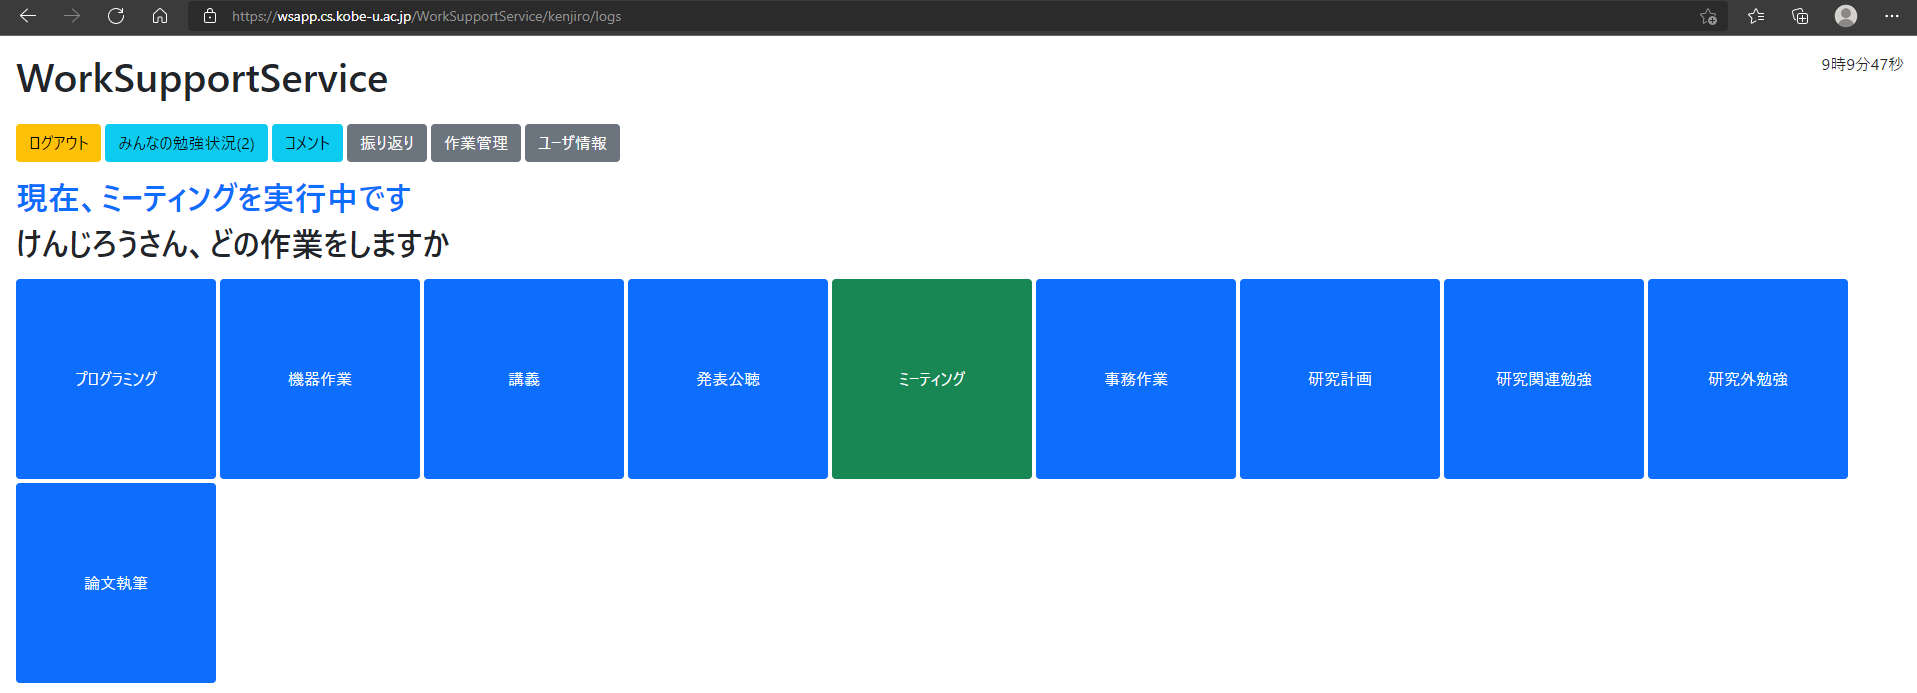 https://wsapp.cs.kobe-u.ac.jp/WorkSupportService/kenjiro/logs
WorkSupportService
9時9分47秒
ログアウト みんなの勉強状況(2) コメント 振り返り 作業管理 ユーザ情報
現在、ミーティングを実行中です
けんじろうさん、どの作業をしますか
プログラミング 機器作業 講義 発表公聴 ミーティング 事務作業 研究計画 研究関連勉強 研究外勉強
論文執筆